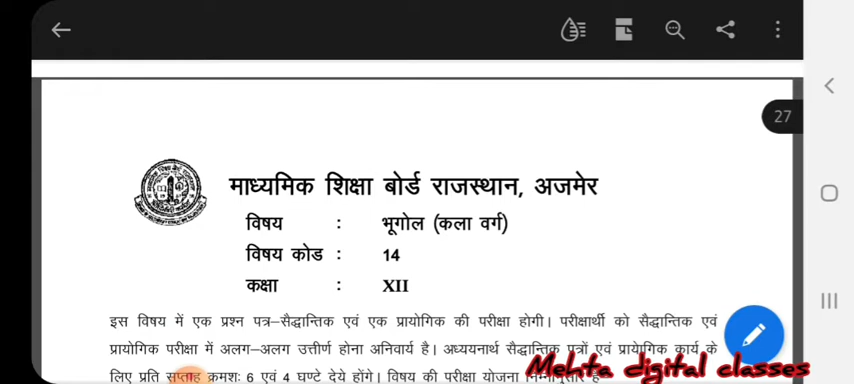 27
माध्यमिक शिक्षा बोर्ड राजस्थान, अजमेर
विषय : भूगोल (कला वर्ग)
विषय कोड : 14
कक्षा : XII
इस विषय में एक प्रश्न पत्र–सैद्धान्तिक एवं एक प्रायोगिक की परीक्षा होगी। परीक्षार्थी को सैद्धान्तिक एवं
प्रायोगिक परीक्षा में अलग–अलग उत्तीर्ण होना अनिवार्य है। अध्ययनार्थ सैद्धान्तिक पत्रों एवं प्रायोगिक कार्य के
लिए प्रति सप्ताह क्रमशः 6 एवं 4 घण्टे देये होंगे। विषय की परीक्षा योजना निम्नानुसार है
Mehta digital classes